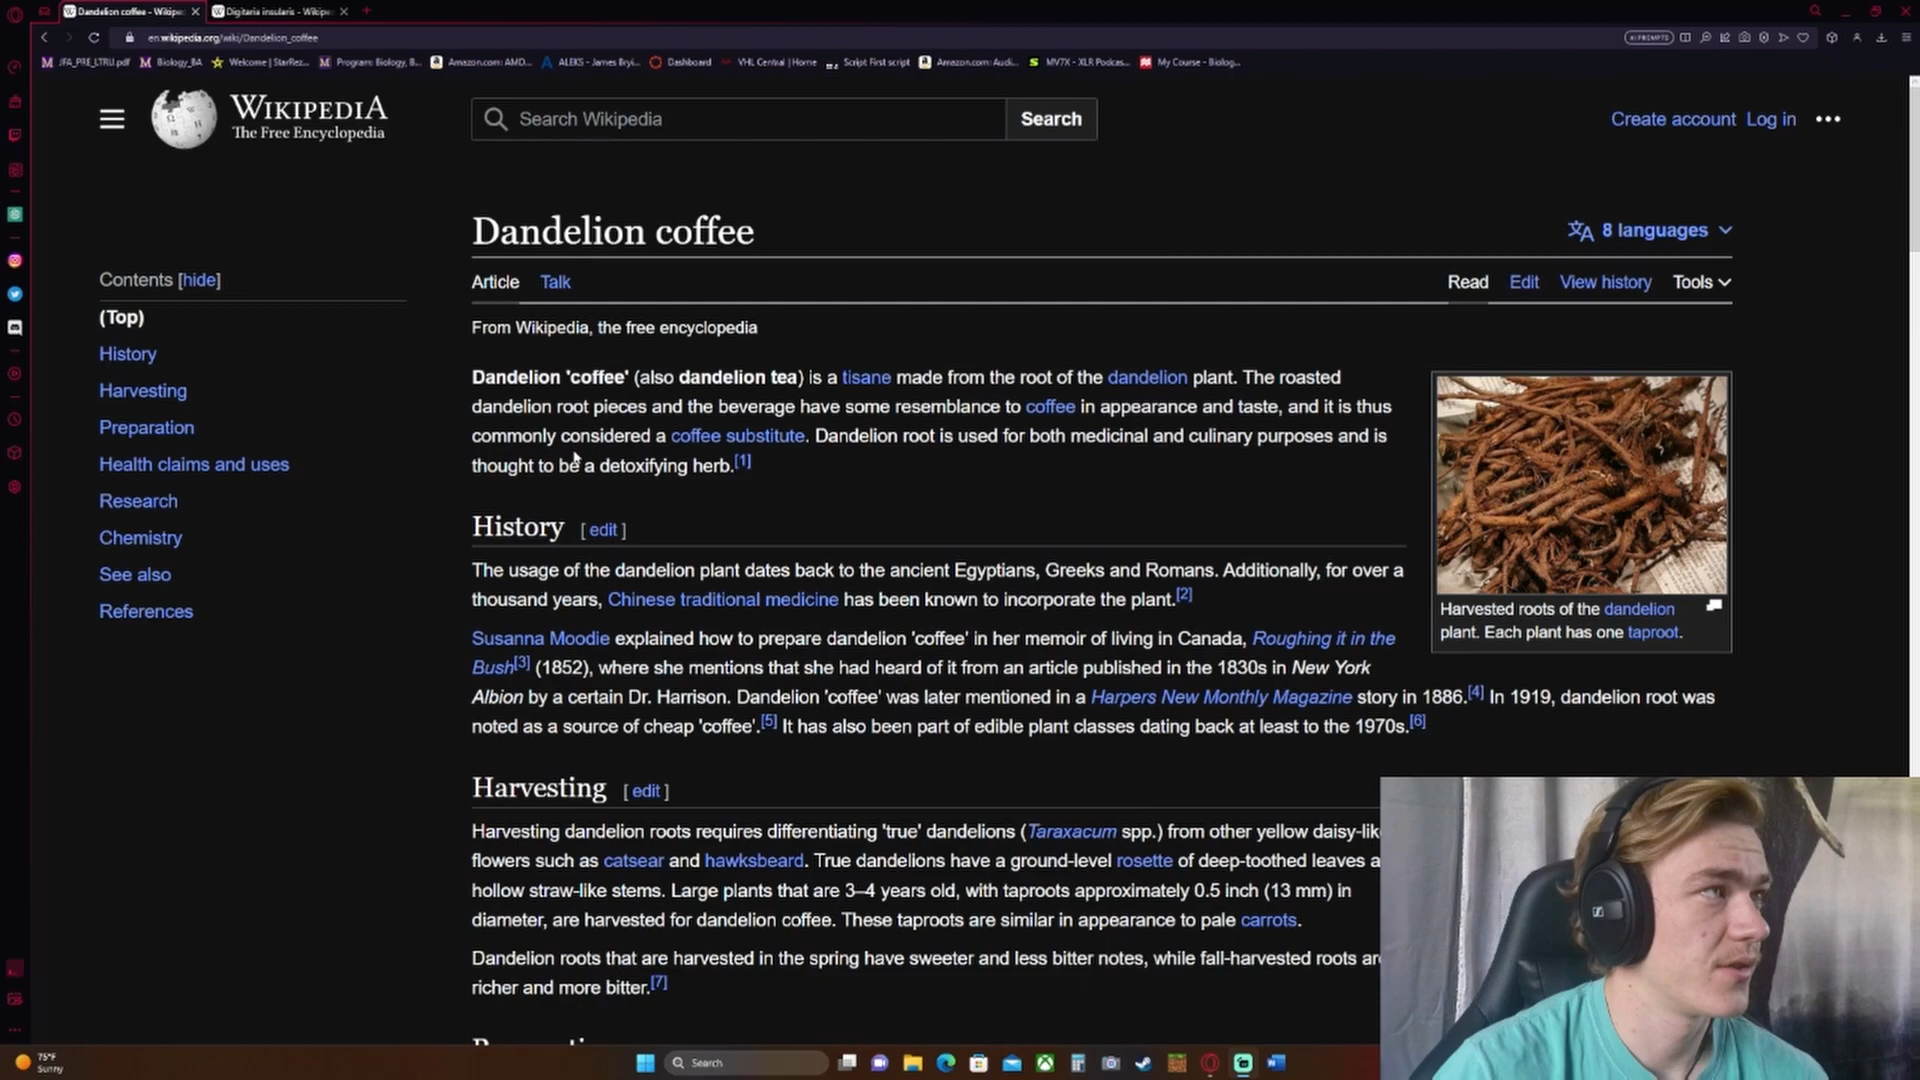 Dandelion coffee - Wikipe
Digitaria insularis - Wikipe
en.wikipedia.org/wiki/Dandelion_coffee
AI PROMPTS
JFA_PRE_LTRU.pdf
Biology_BA
Welcome | StarRez...
Program: Biology, B...
Amazon.com: AMD...
ALEKS - James Bryi...
Dashboard
VHL Central | Home
Script First script
Amazon.com: Audi...
MV7X - XLR Podcas...
My Course - Biolog...
WIKIPEDIA
The Free Encyclopedia
Search Wikipedia
Search
Create account Log in
Dandelion coffee
8 languages
Contents [hide]
(Top)
History
Harvesting
Preparation
Health claims and uses
Research
Chemistry
See also
References
Article Talk
Read Edit View history Tools
From Wikipedia, the free encyclopedia
Dandelion 'coffee' (also dandelion tea) is a tisane made from the root of the dandelion plant. The roasted
dandelion root pieces and the beverage have some resemblance to coffee in appearance and taste, and it is thus
commonly considered a coffee substitute. Dandelion root is used for both medicinal and culinary purposes and is
thought to be a detoxifying herb.[1]
Harvested roots of the dandelion
plant. Each plant has one taproot.
History [ edit ]
The usage of the dandelion plant dates back to the ancient Egyptians, Greeks and Romans. Additionally, for over a
thousand years, Chinese traditional medicine has been known to incorporate the plant.[2]
Susanna Moodie explained how to prepare dandelion 'coffee' in her memoir of living in Canada, Roughing it in the
Bush[3] (1852), where she mentions that she had heard of it from an article published in the 1830s in New York
Albion by a certain Dr. Harrison. Dandelion 'coffee' was later mentioned in a Harpers New Monthly Magazine story in 1886.[4] In 1919, dandelion root was
noted as a source of cheap 'coffee'.[5] It has also been part of edible plant classes dating back at least to the 1970s.[6]
Harvesting [ edit ]
Harvesting dandelion roots requires differentiating 'true' dandelions (Taraxacum spp.) from other yellow daisy-lik
flowers such as catsear and hawksbeard. True dandelions have a ground-level rosette of deep-toothed leaves a
hollow straw-like stems. Large plants that are 3–4 years old, with taproots approximately 0.5 inch (13 mm) in
diameter, are harvested for dandelion coffee. These taproots are similar in appearance to pale carrots.
Dandelion roots that are harvested in the spring have sweeter and less bitter notes, while fall-harvested roots are
richer and more bitter.[7]
75°F
Sunny
Search